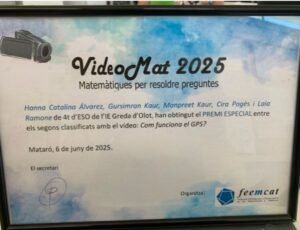 VideoMat 2025
Matemàtiques per resoldre preguntes
Hanna Catalina Álvarez, Gursimran Kaur, Manpreet Kaur, Cira Pagès i Laia
Ramone de 4t d'ESO de l'IE Greda d'Olot, han obtingut el PREMI ESPECIAL entre
els segons classificats amb el vídeo: Com funciona el GPS?
Mataró, 6 de juny de 2025.
El secretari
Organitza:
feemcat